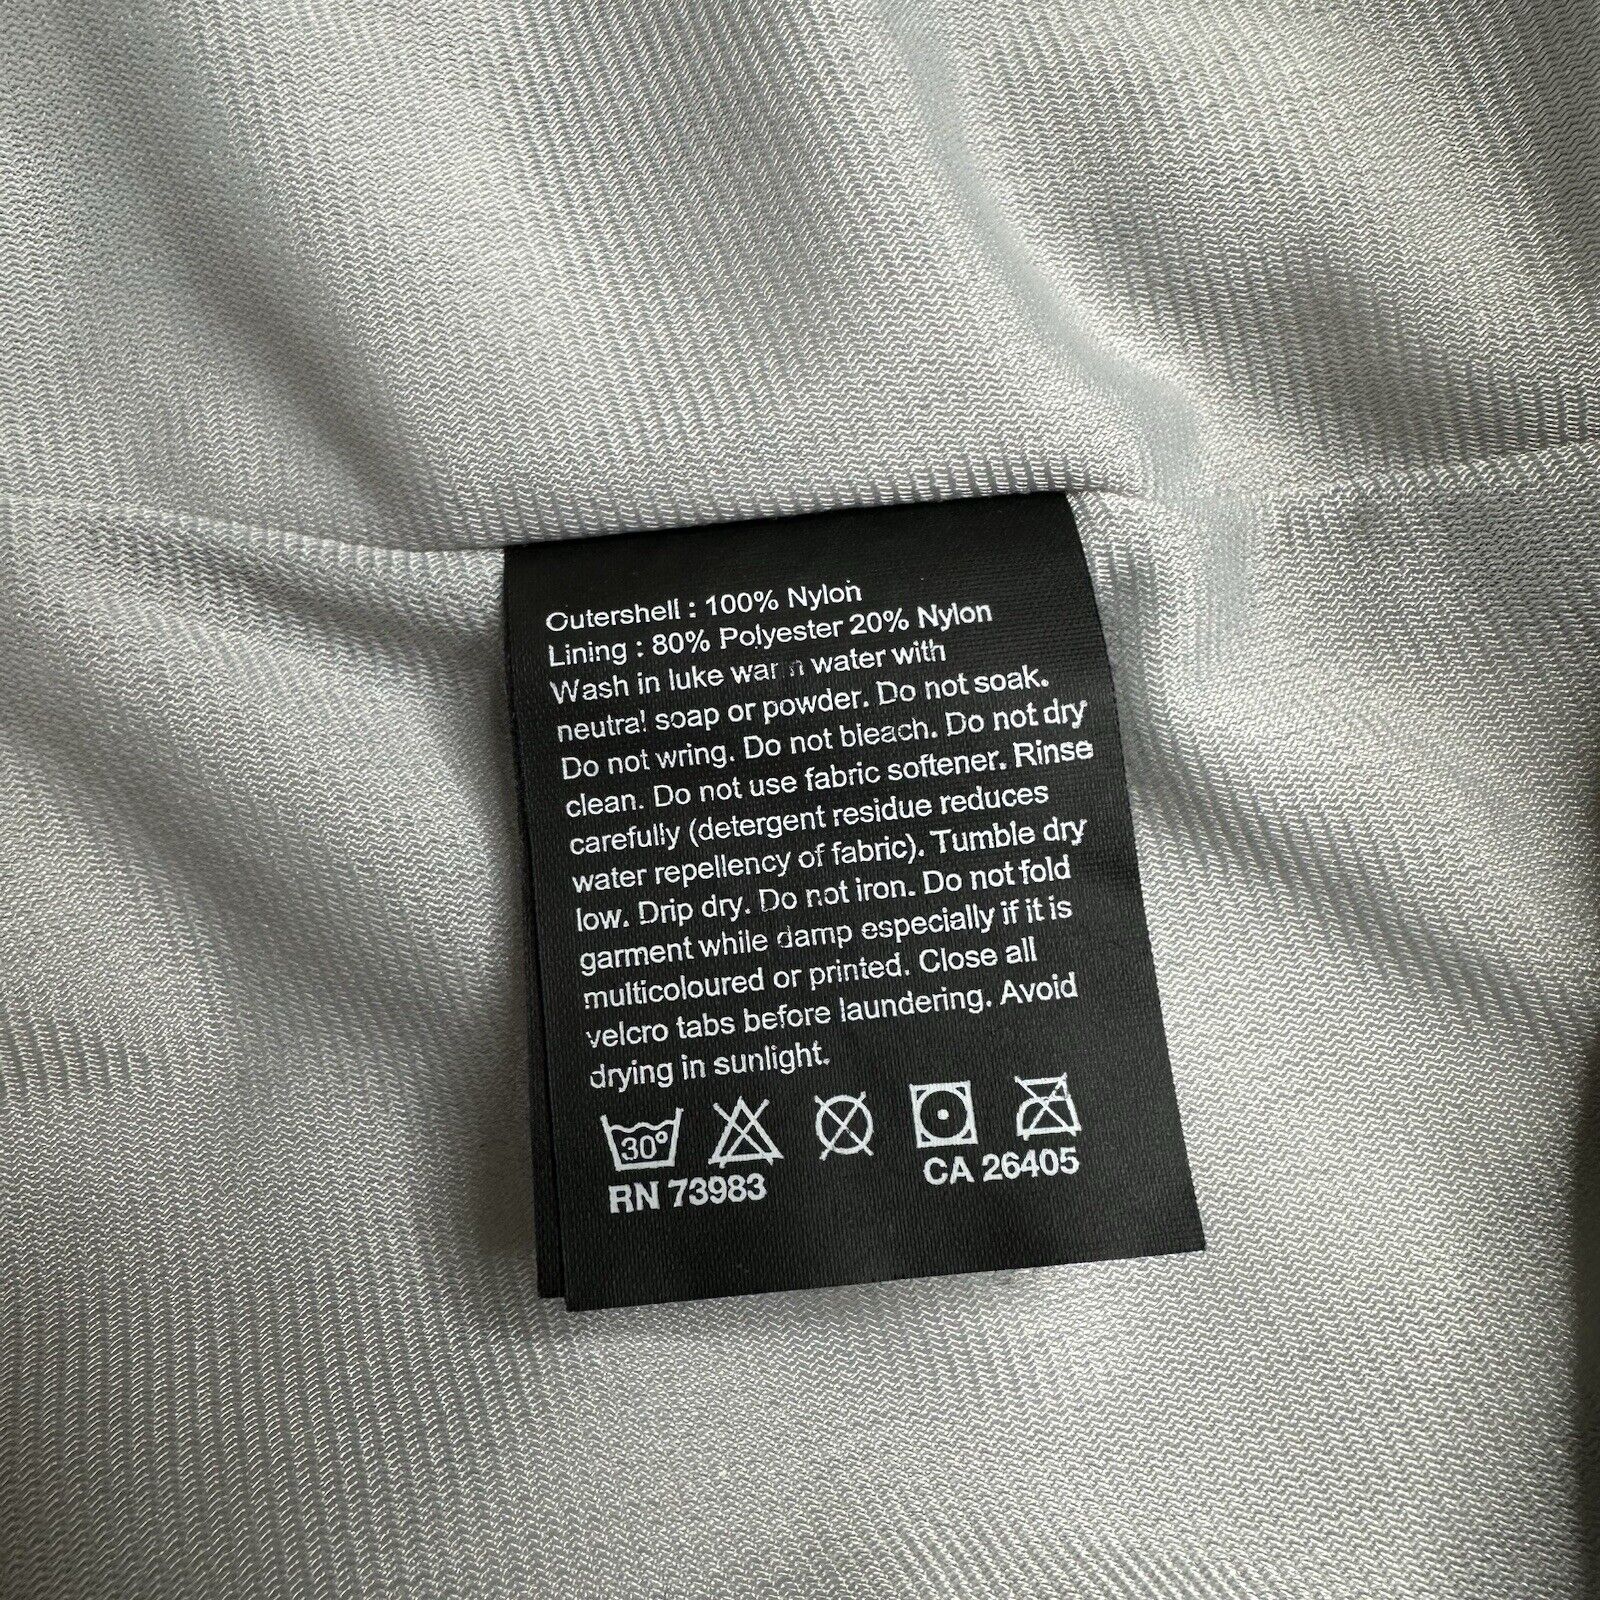 Outershell : 100% Nylon
Lining : 80% Polyester 20% Nylon
Wash in luke warm water with
neutral soap or powder. Do not soak.
Do not wring. Do not bleach. Do not dry
clean. Do not use fabric softener. Rinse
carefully (detergent residue reduces
water repellency of fabric). Tumble dry
low. Drip dry. Do not iron. Do not fold
garment while damp especially if it is
multicoloured or printed. Close all
velcro tabs before laundering. Avoid
drying in sunlight.
30°
RN 73983 CA 26405